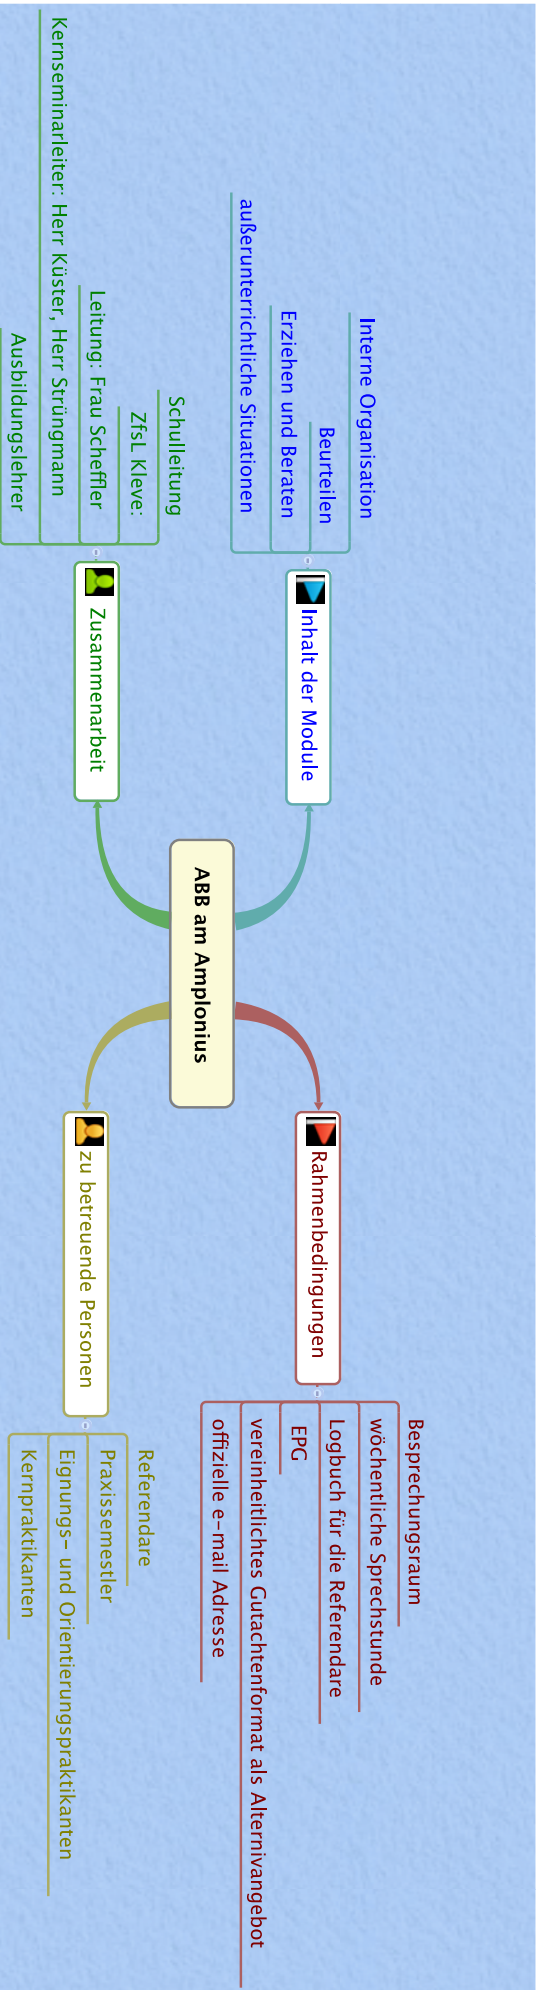 ABB am Amplonius
Inhalt der Module
Interne Organisation
Beurteilen
Erziehen und Beraten
außerunterrichtliche Situationen
Zusammenarbeit
Schulleitung
ZfsL Kleve:
Leitung: Frau Scheffler
Kernseminarleiter: Herr Küster, Herr Strüngmann
Ausbildungslehrer
Rahmenbedingungen
Besprechungsraum
wöchentliche Sprechstunde
Logbuch für die Referendare
EPG
vereinheitlichtes Gutachtenformat als Alternivangebot
offizielle e-mail Adresse
zu betreuende Personen
Referendare
Praxissemestler
Eignungs- und Orientierungspraktikanten
Kernpraktikanten